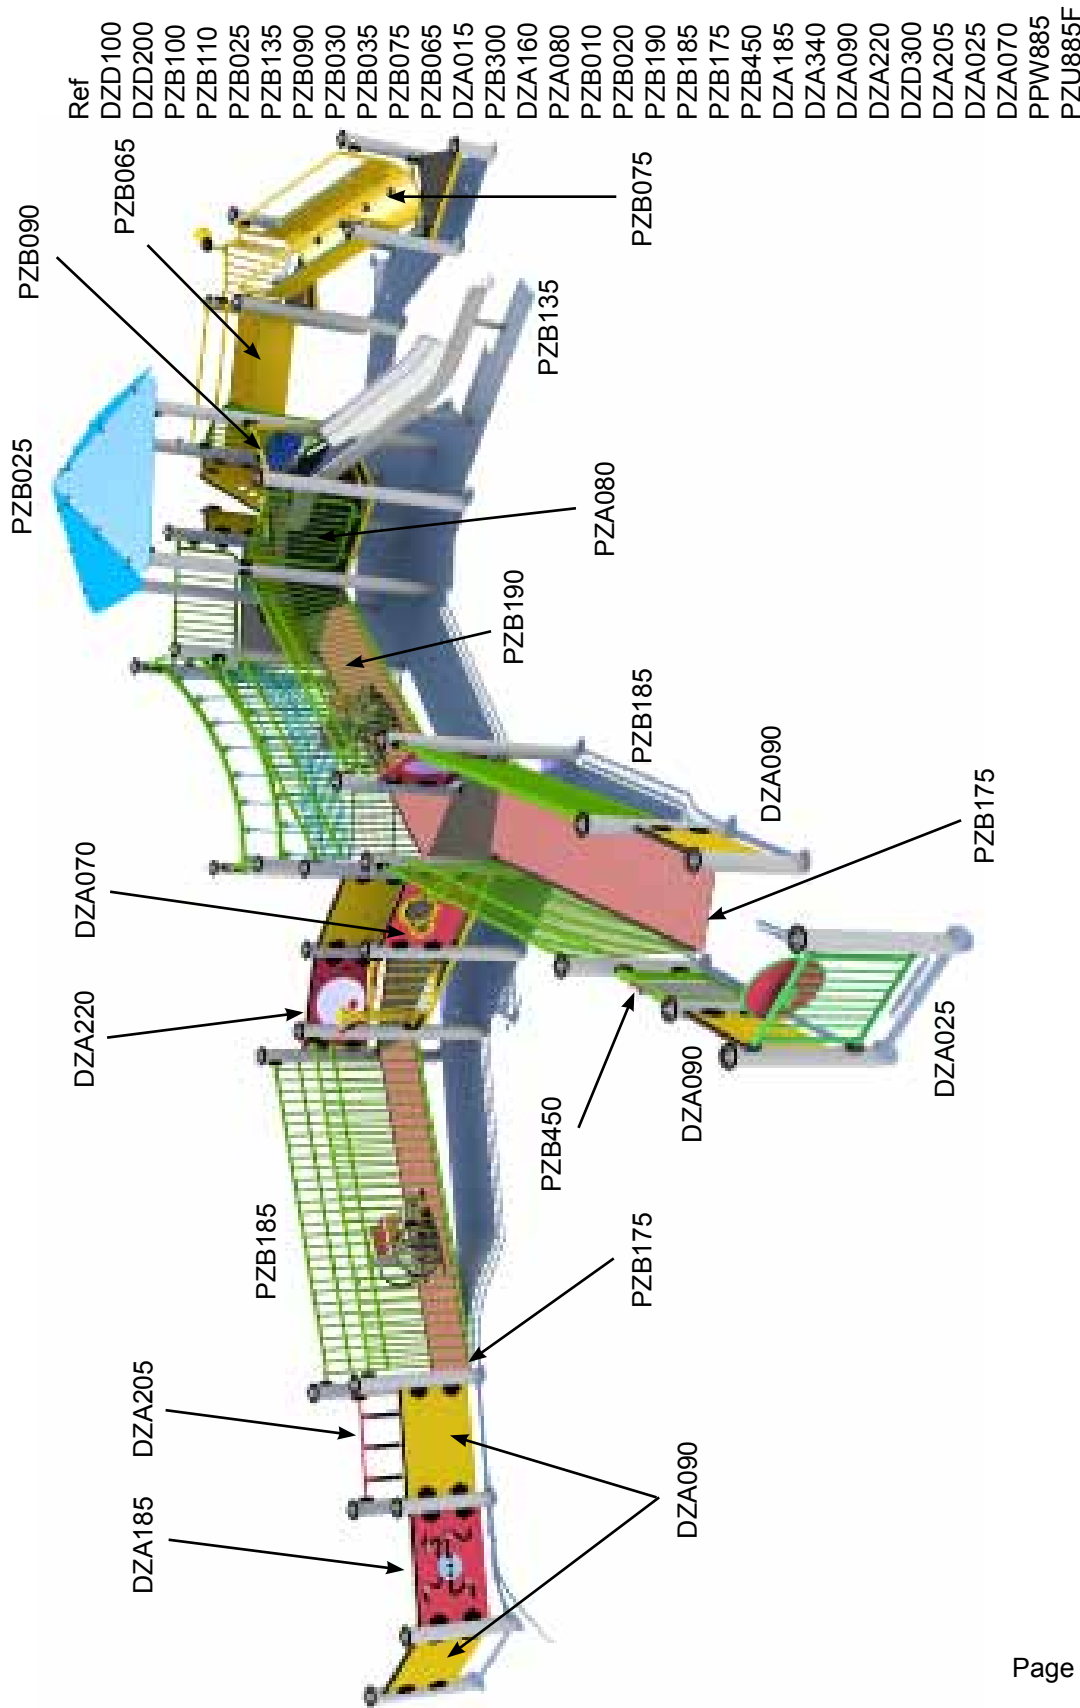 Ref
DZD100
DZD200
PZB100
PZB110
PZB025
PZB135
PZB090
PZB030
PZB035
PZB075
PZB065
DZA015
PZB300
DZA160
PZA080
PZB010
PZB020
PZB190
PZB185
PZB175
PZB450
DZA185
DZA340
DZA090
DZA220
DZD300
DZA205
DZA025
DZA070
PPW885
PZU885F
PZB025
PZB090
PZB065
PZB075
PZB135
PZA080
PZB190
PZB185
DZA090
PZB175
DZA070
DZA220
DZA025
DZA090
PZB450
PZB185
PZB175
DZA205
DZA185
DZA090
Page